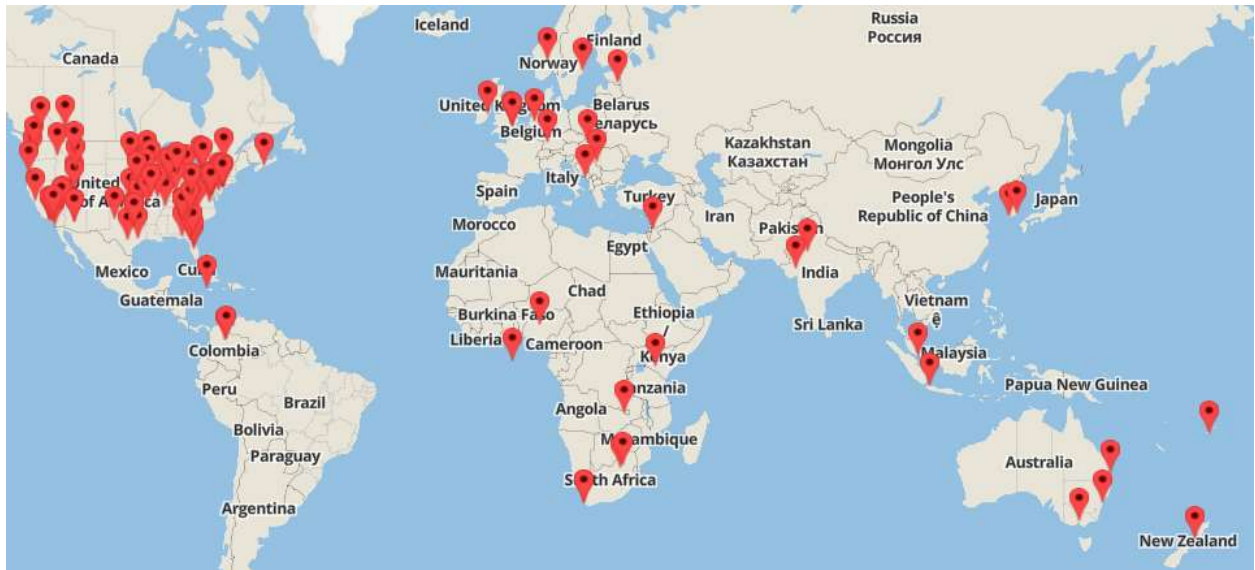 Iceland
Russia
Россия
Finland
Canada
Norway
United Kingdom
Belarus
Беларусь
Belgium
Kazakhstan
Казахстан
Mongolia
Монгол Улс
Italy
United
of America
Spain
Turkey
People's
Republic of China
Japan
Iran
Morocco
Pakistan
Egypt
Mexico
Cuba
Mauritania
India
Guatemala
Chad
Burkina Faso
Ethiopia
/
Vietnam
Liberia
Cameroon
Sri Lanka
Colombia
Kenya
Malaysia
Peru
Brazil
Tanzania
Papua New Guinea
Angola
Bolivia
Mozambique
Paraguay
Australia
South Africa
Argentina
New Zealand